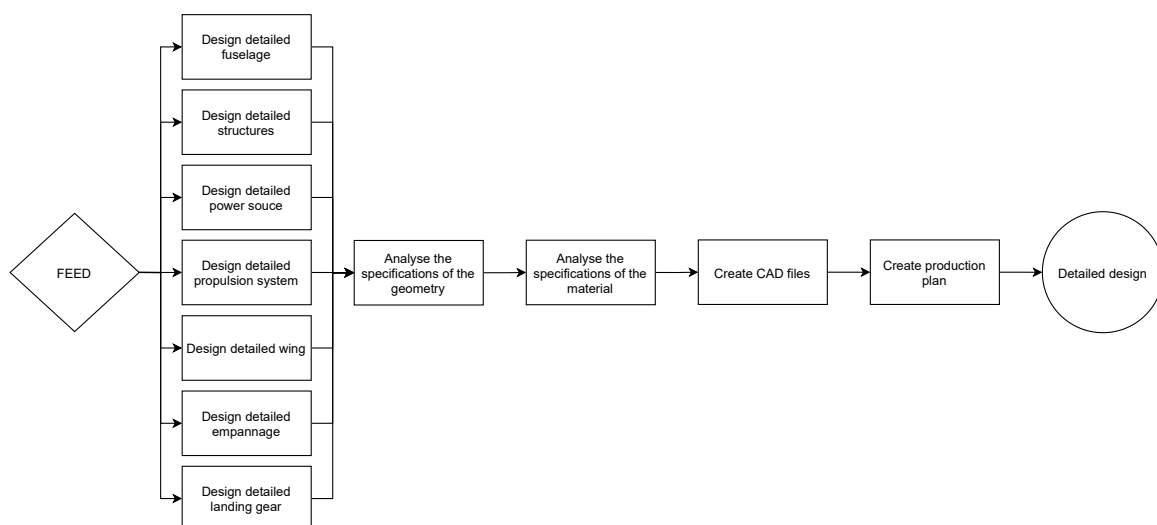 Design detailed
fuselage
Design detailed
structures
Design detailed
power souce
FEED
Design detailed
propulsion system
Analyse the
specifications of the
geometry
Analyse the
specifications of the
material
Create CAD files
Create production
plan
Detailed design
Design detailed wing
Design detailed
empannage
Design detailed
landing gear